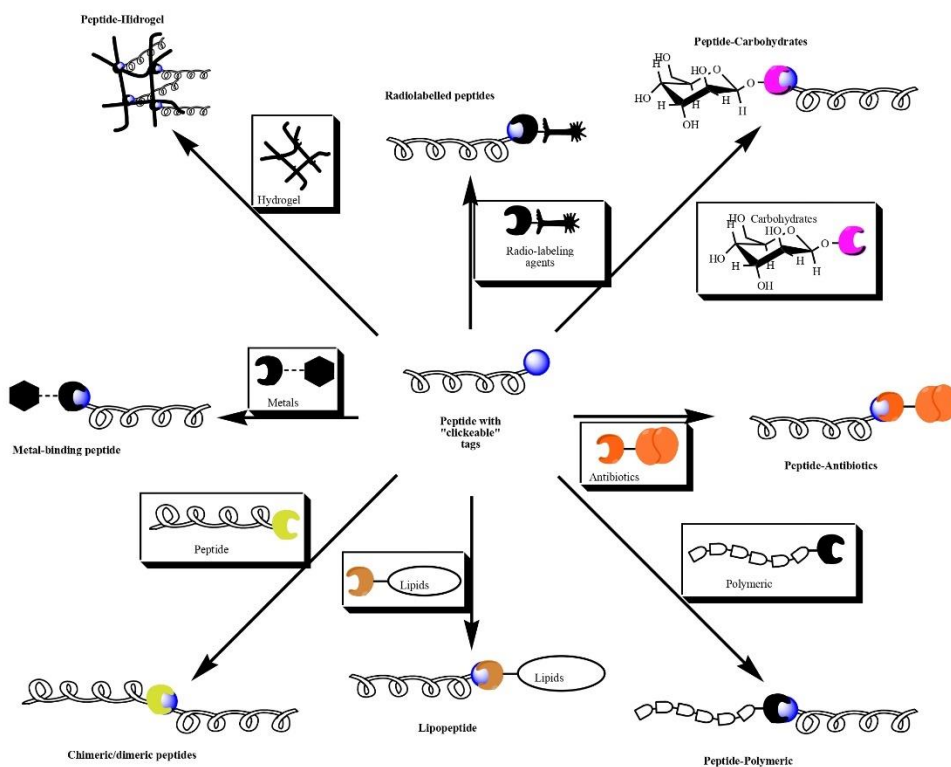 Peptide-Hidrogel
Peptide-Carbohydrates
HO
HO
O
H
O
HO
H
H
H
OH
Radiolabelled peptides
Hydrogel
Radio-labeling
agents
Carbohydrates
HO
HO
O
H
O
HO
H
H
H
OH
Metals
Metal-binding peptide
Peptide with
"clickeable"
tags
Antibiotics
Peptide-Antibiotics
Peptide
Lipids
Polymeric
Lipids
Chimeric/dimeric peptides
Lipopeptide
Peptide-Polymeric